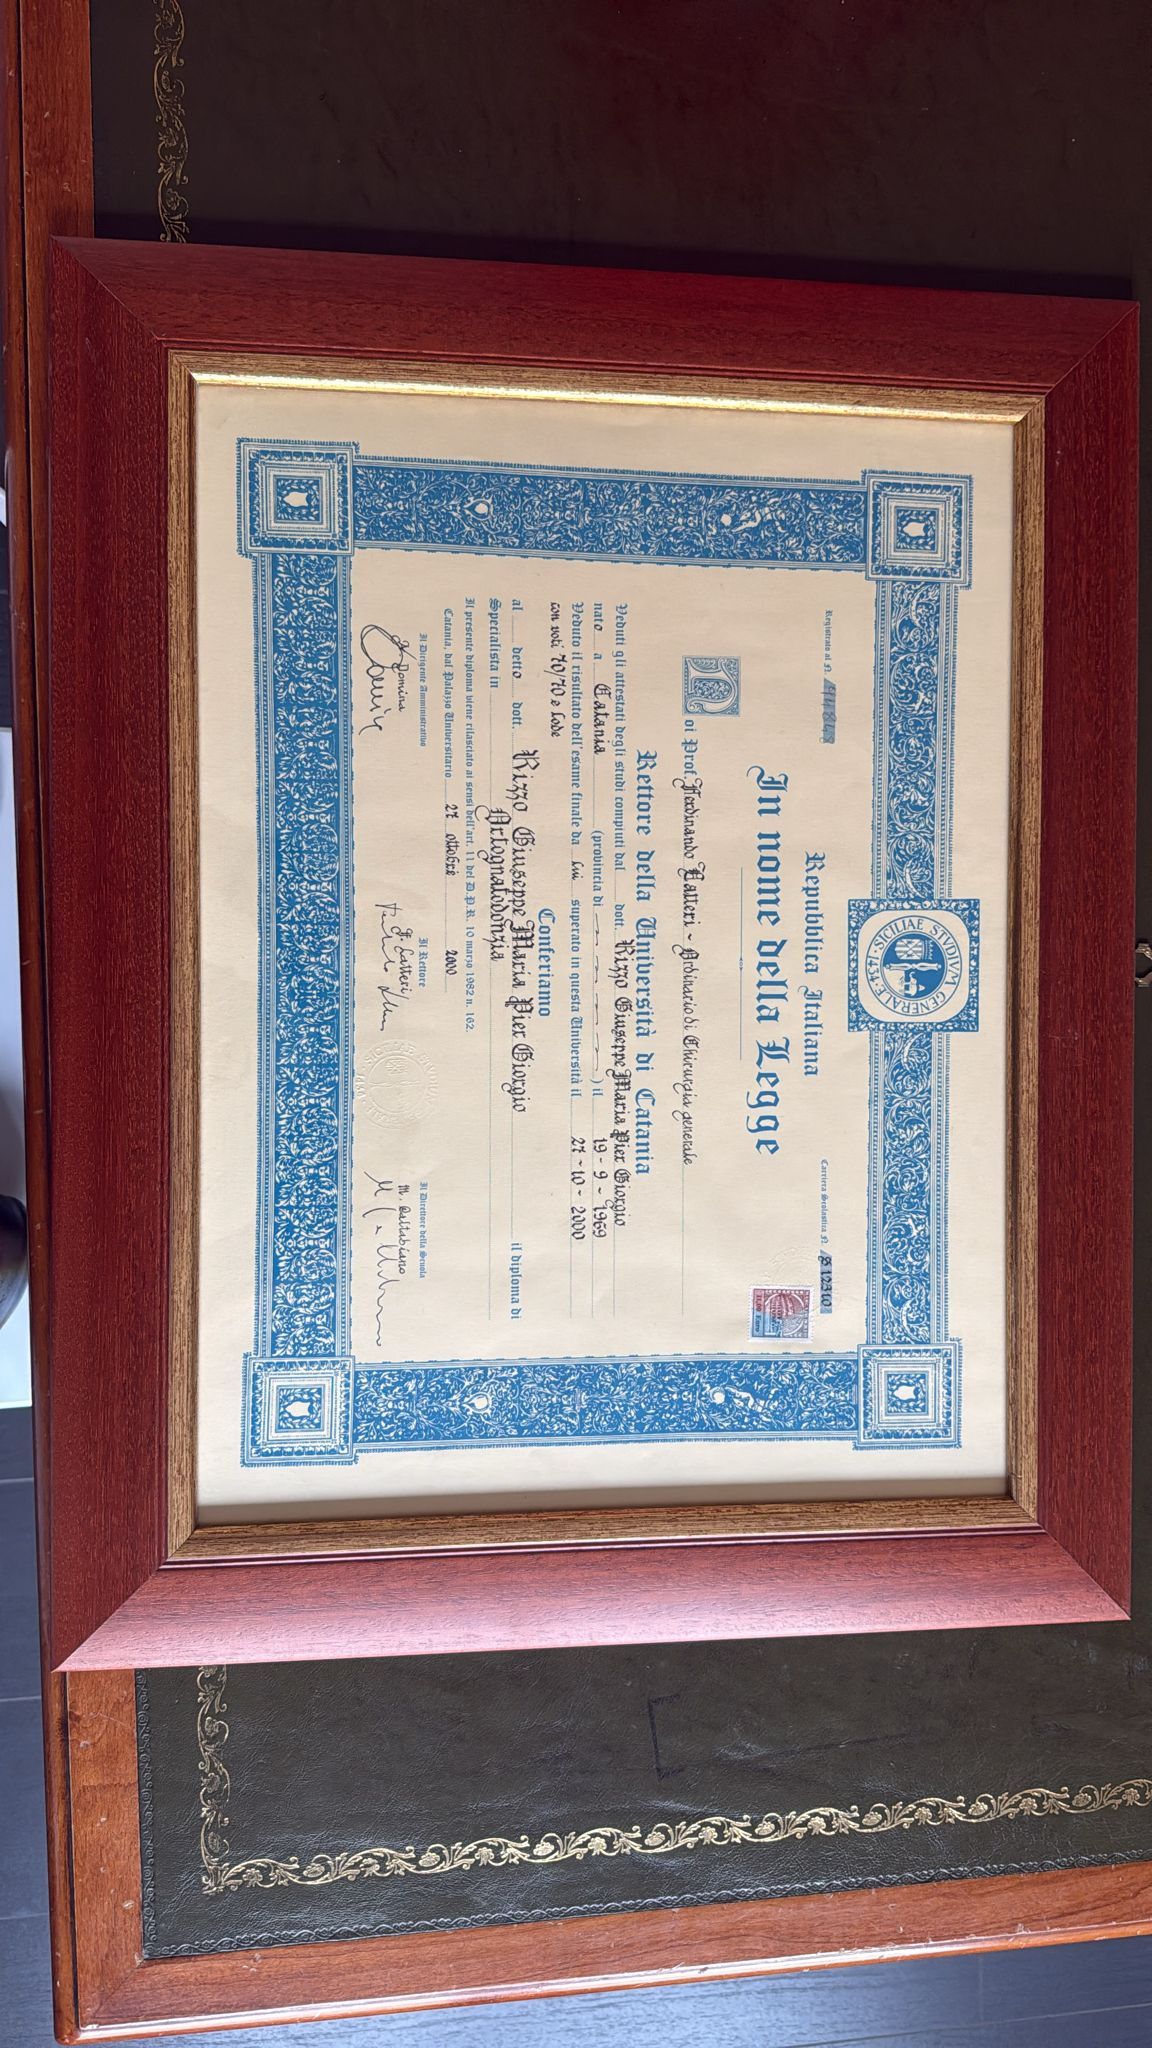 SICILIAE STVDIVM GENERALE 1434
Repubblica Italiana
In nome della Legge
Registrato al N.
Carriera Scolastica N.
Noi Prof. Ferdinando Latteri - Ordinario di Chirurgia generale
Rettore della Università di Catania
Veduti gli attestati degli studi compiuti dal dott. Rizzo Giuseppe Maria Pier Giorgio
nato a Catania (provincia di — — — — —) il 19-9-1969
Veduto il risultato dell'esame finale da lui superato in questa Università il 27-10-2000
con voti 70/70 e lode
Conferiamo
al detto dott. Rizzo Giuseppe Maria Pier Giorgio il diploma di
Specialista in Ortognatodonzia
Il presente diploma viene rilasciato ai sensi dell'art. 11 del D.P.R. 10 marzo 1982 n. 162.
Catania, dal Palazzo Universitario 27 ottobre 2000
Il Dirigente Amministrativo
Il Rettore
Il Direttore della Scuola
Domina
F. Latteri
M. Caltabiano